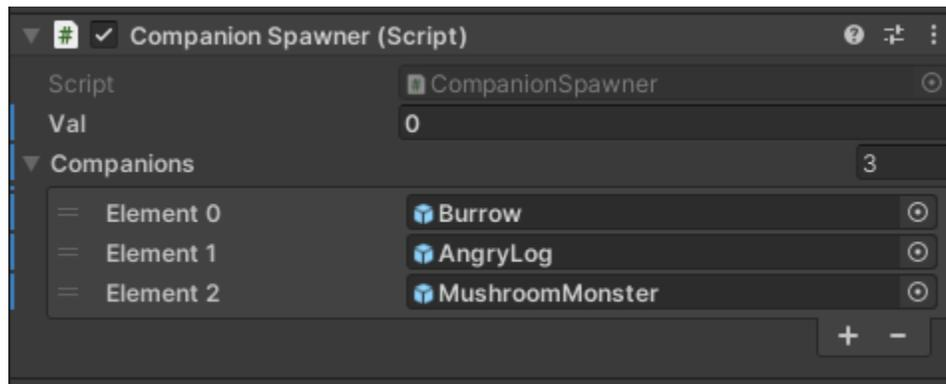 # Companion Spawner (Script)
Script # CompanionSpawner
Val 0
Companions 3
Element 0 Burrow
Element 1 AngryLog
Element 2 MushroomMonster
+ -